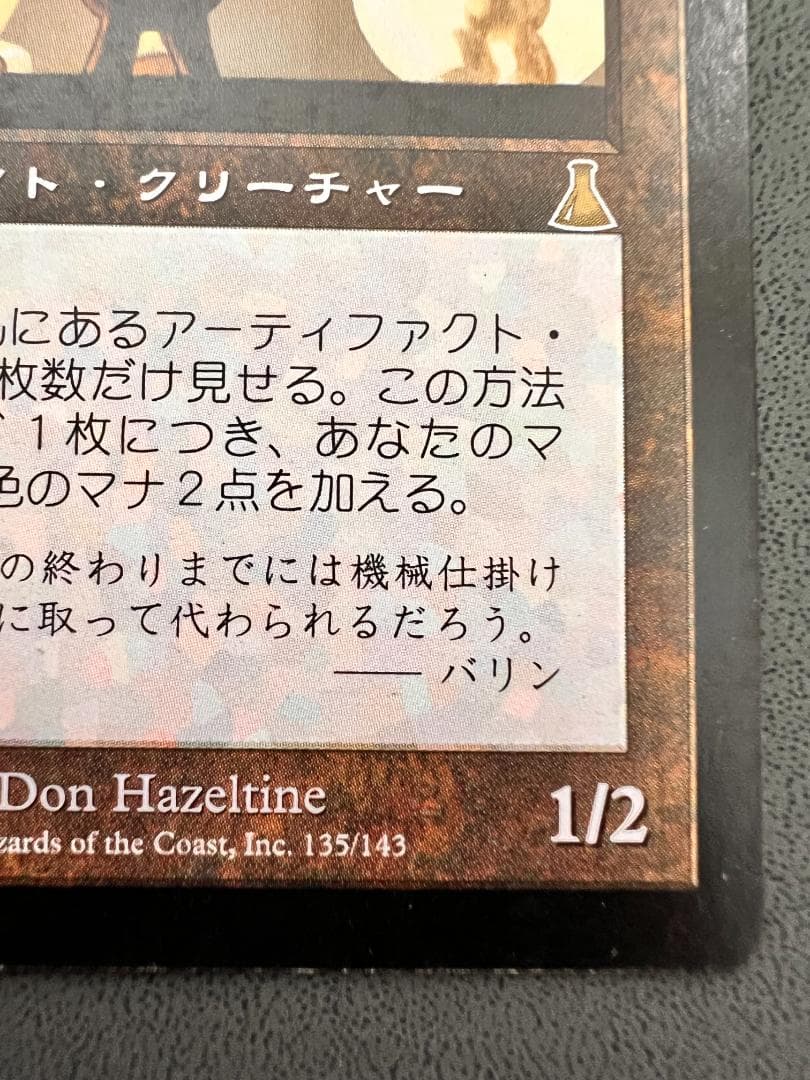 ント・クリーチャー
にあるアーティファクト・
枚数だけ見せる。この方法
1枚につき、あなたのマ
色のマナ2点を加える。
の終わりまでには機械仕掛け
に取って代わられるだろう。
―― バリン
Don Hazeltine
zards of the Coast, Inc. 135/143
1/2